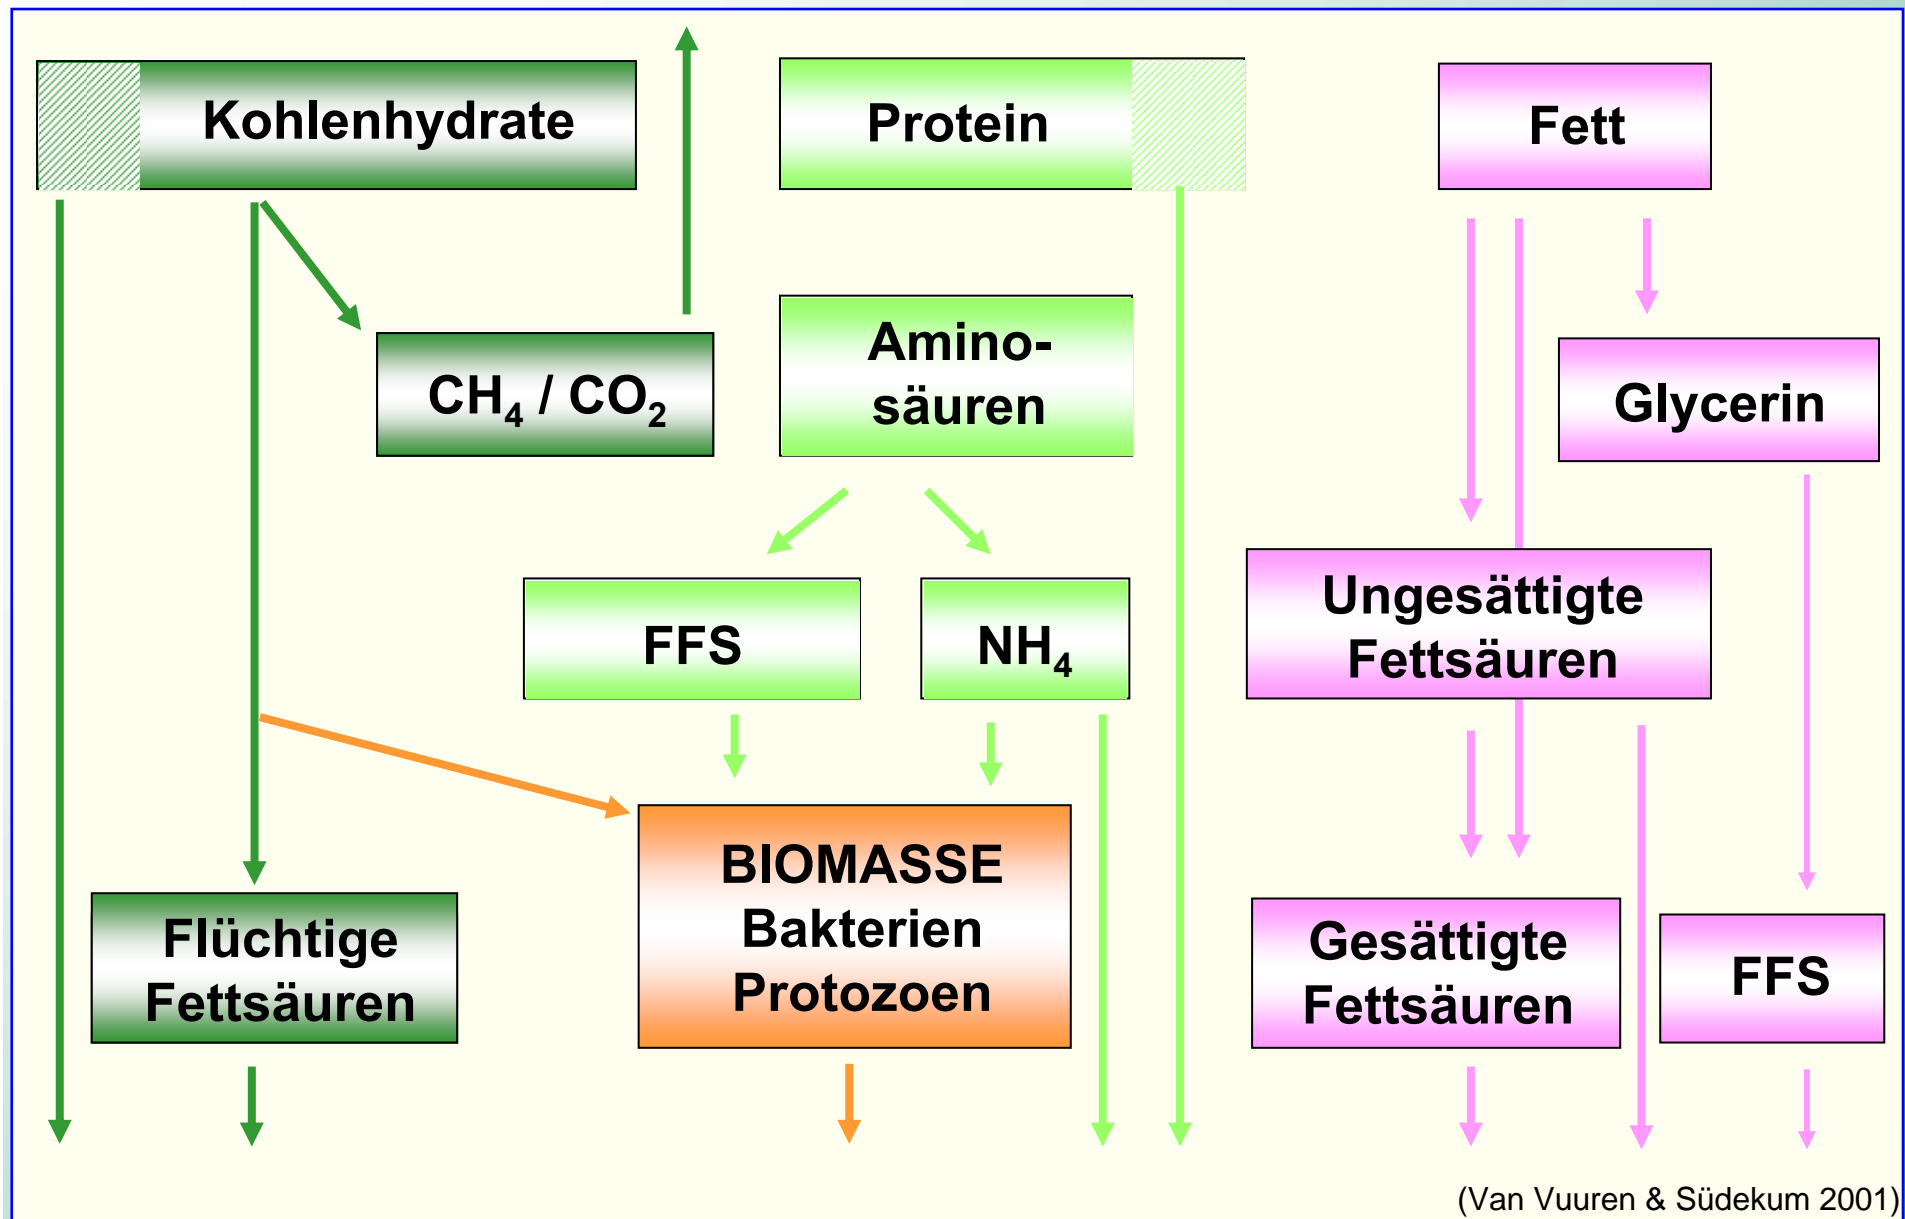 Kohlenhydrate
Protein
Fett
CH₄ / CO₂
Amino-
säuren
Glycerin
FFS
NH₄
Ungesättigte
Fettsäuren
Flüchtige
Fettsäuren
BIOMASSE
Bakterien
Protozoen
Gesättigte
Fettsäuren
FFS
(Van Vuuren & Südekum 2001)